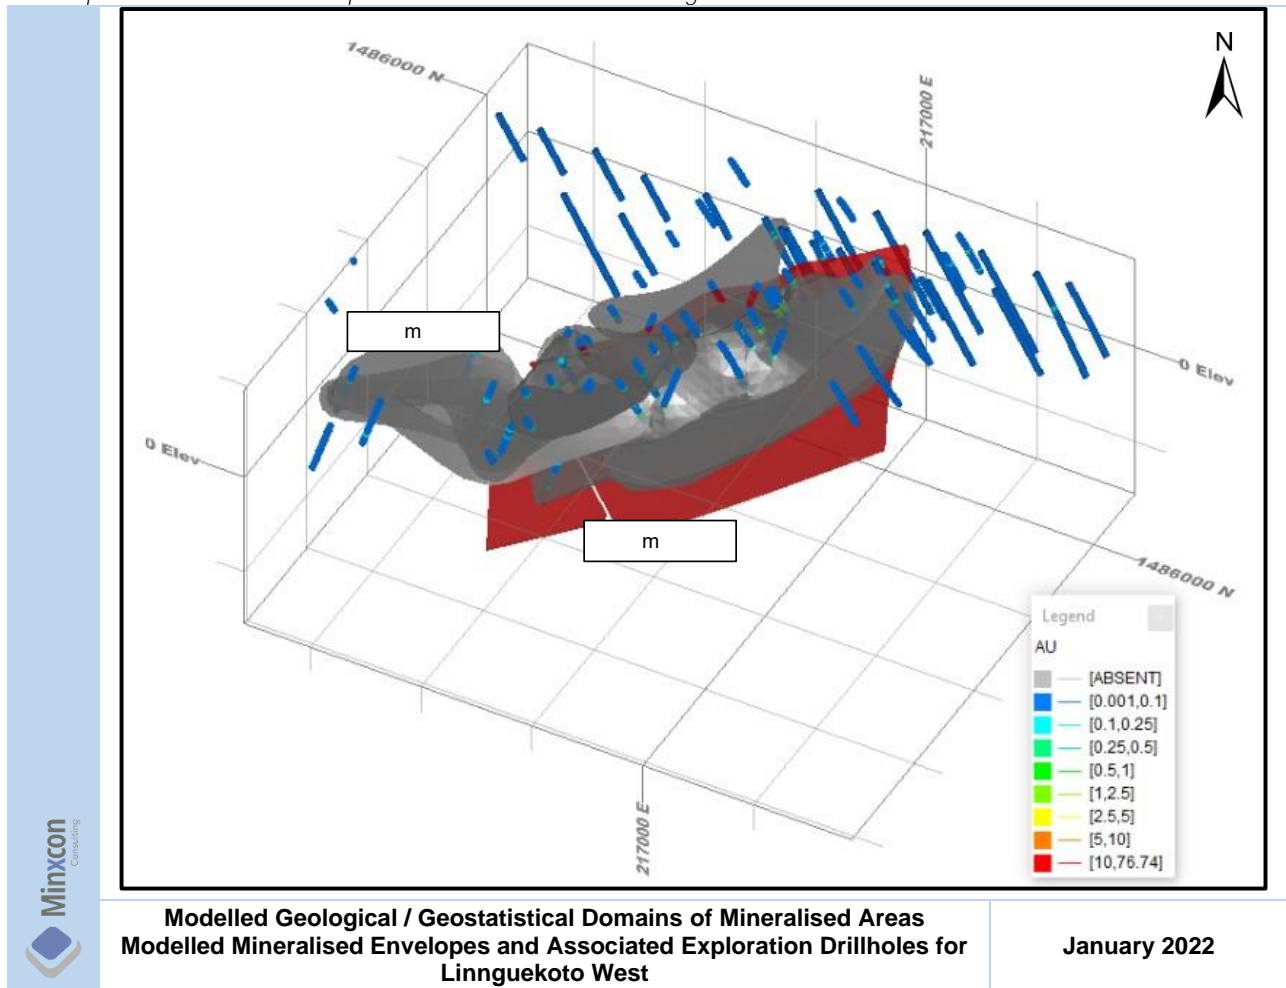 N
1486000 N
217000 E
m
0 Elev
0 Elev
m
1486000 N
217000 E
Legend
AU
[ABSENT]
[0.001,0.1]
[0.1,0.25]
[0.25,0.5]
[0.5,1]
[1,2.5]
[2.5,5]
[5,10]
[10,76.74]
Minxcon
Consulting
Modelled Geological / Geostatistical Domains of Mineralised Areas
Modelled Mineralised Envelopes and Associated Exploration Drillholes for
Linnguekoto West
January 2022